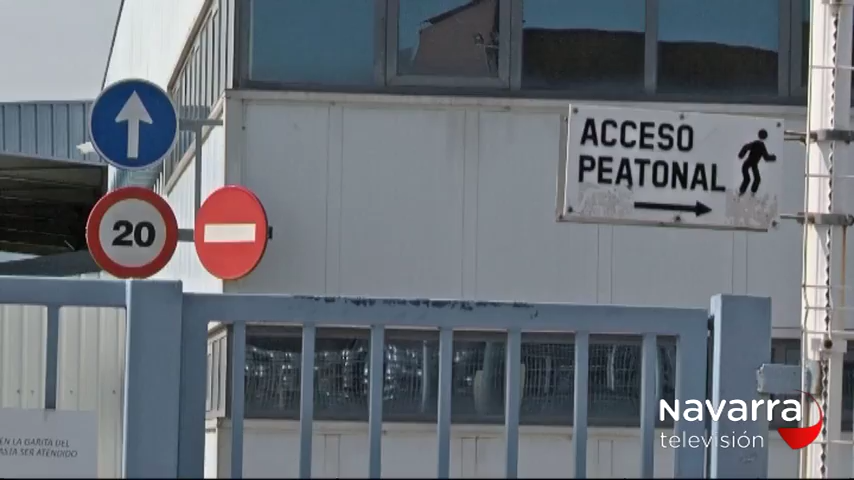 ACCESO
PEATONAL
20
EN LA GARITA DEL
SER ATENDIDO
Navarra
televisión